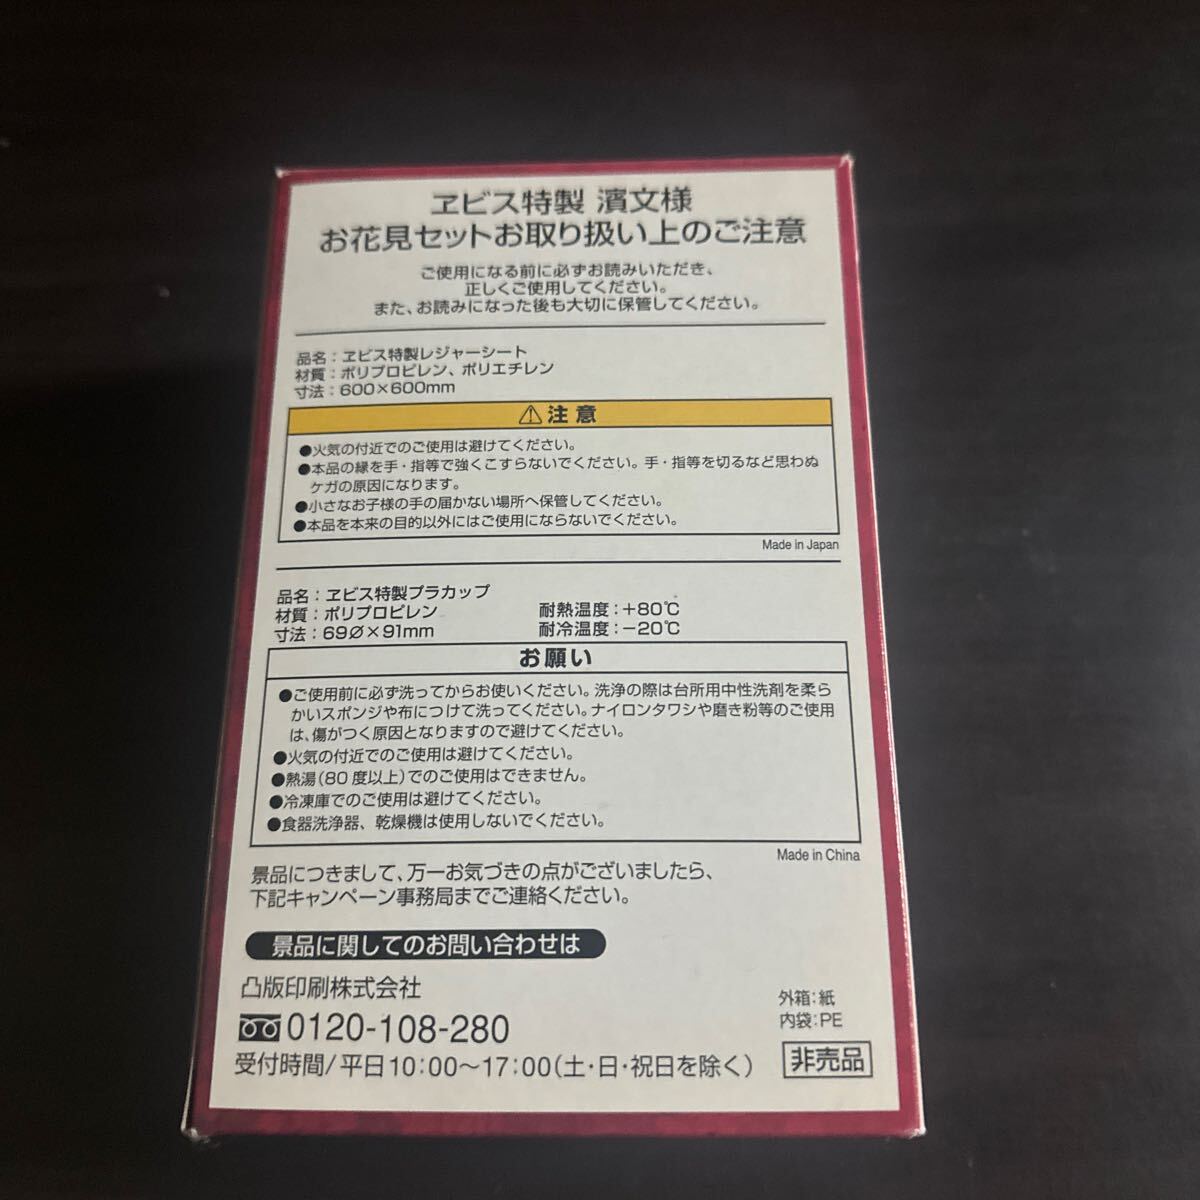 ヱビス特製 濱文様
お花見セットお取り扱い上のご注意
ご使用になる前に必ずお読みいただき、
正しくご使用してください。
また、お読みになった後も大切に保管してください。
品名：ヱビス特製レジャーシート
材質：ポリプロピレン、ポリエチレン
寸法：600×600mm
⚠注意
●火気の付近でのご使用は避けてください。
●本品の縁を手・指等で強くこすらないでください。手・指等を切るなど思わぬ
ケガの原因になります。
●小さなお子様の手の届かない場所へ保管してください。
●本品を本来の目的以外にはご使用にならないでください。
Made in Japan
品名：ヱビス特製プラカップ
材質：ポリプロピレン 耐熱温度：+80℃
寸法：69∅×91mm 耐冷温度：-20℃
お願い
●ご使用前に必ず洗ってからお使いください。洗浄の際は台所用中性洗剤を柔ら
かいスポンジや布につけて洗ってください。ナイロンタワシや磨き粉等のご使用
は、傷がつく原因となりますので避けてください。
●火気の付近でのご使用は避けてください。
●熱湯(80度以上)でのご使用はできません。
●冷凍庫でのご使用は避けてください。
●食器洗浄器、乾燥機は使用しないでください。
Made in China
景品につきまして、万一お気づきの点がございましたら、
下記キャンペーン事務局までご連絡ください。
景品に関してのお問い合わせは
凸版印刷株式会社
0120-108-280
受付時間/平日10:00～17:00(土・日・祝日を除く)
外箱：紙
内袋：PE
非売品